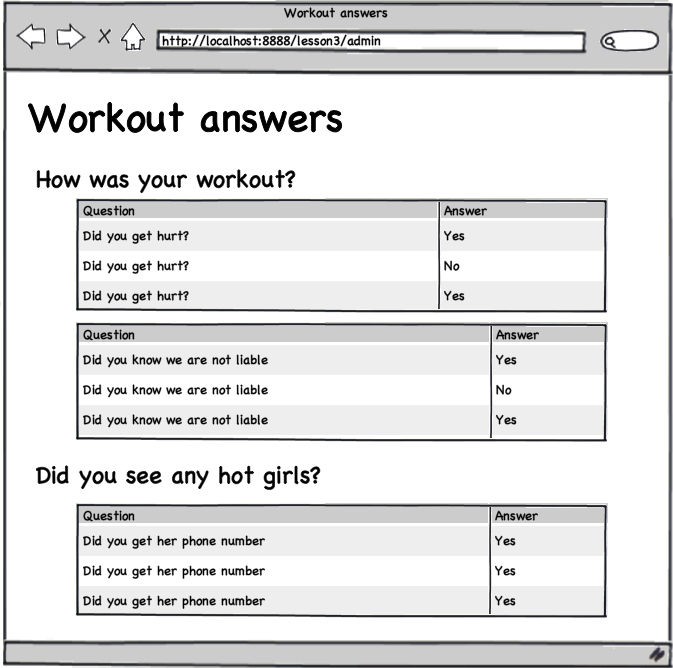 Workout answers
http://localhost:8888/lesson3/admin
Workout answers
How was your workout?
Question Answer
Did you get hurt? Yes
Did you get hurt? No
Did you get hurt? Yes
Question Answer
Did you know we are not liable Yes
Did you know we are not liable No
Did you know we are not liable Yes
Did you see any hot girls?
Question Answer
Did you get her phone number Yes
Did you get her phone number Yes
Did you get her phone number Yes